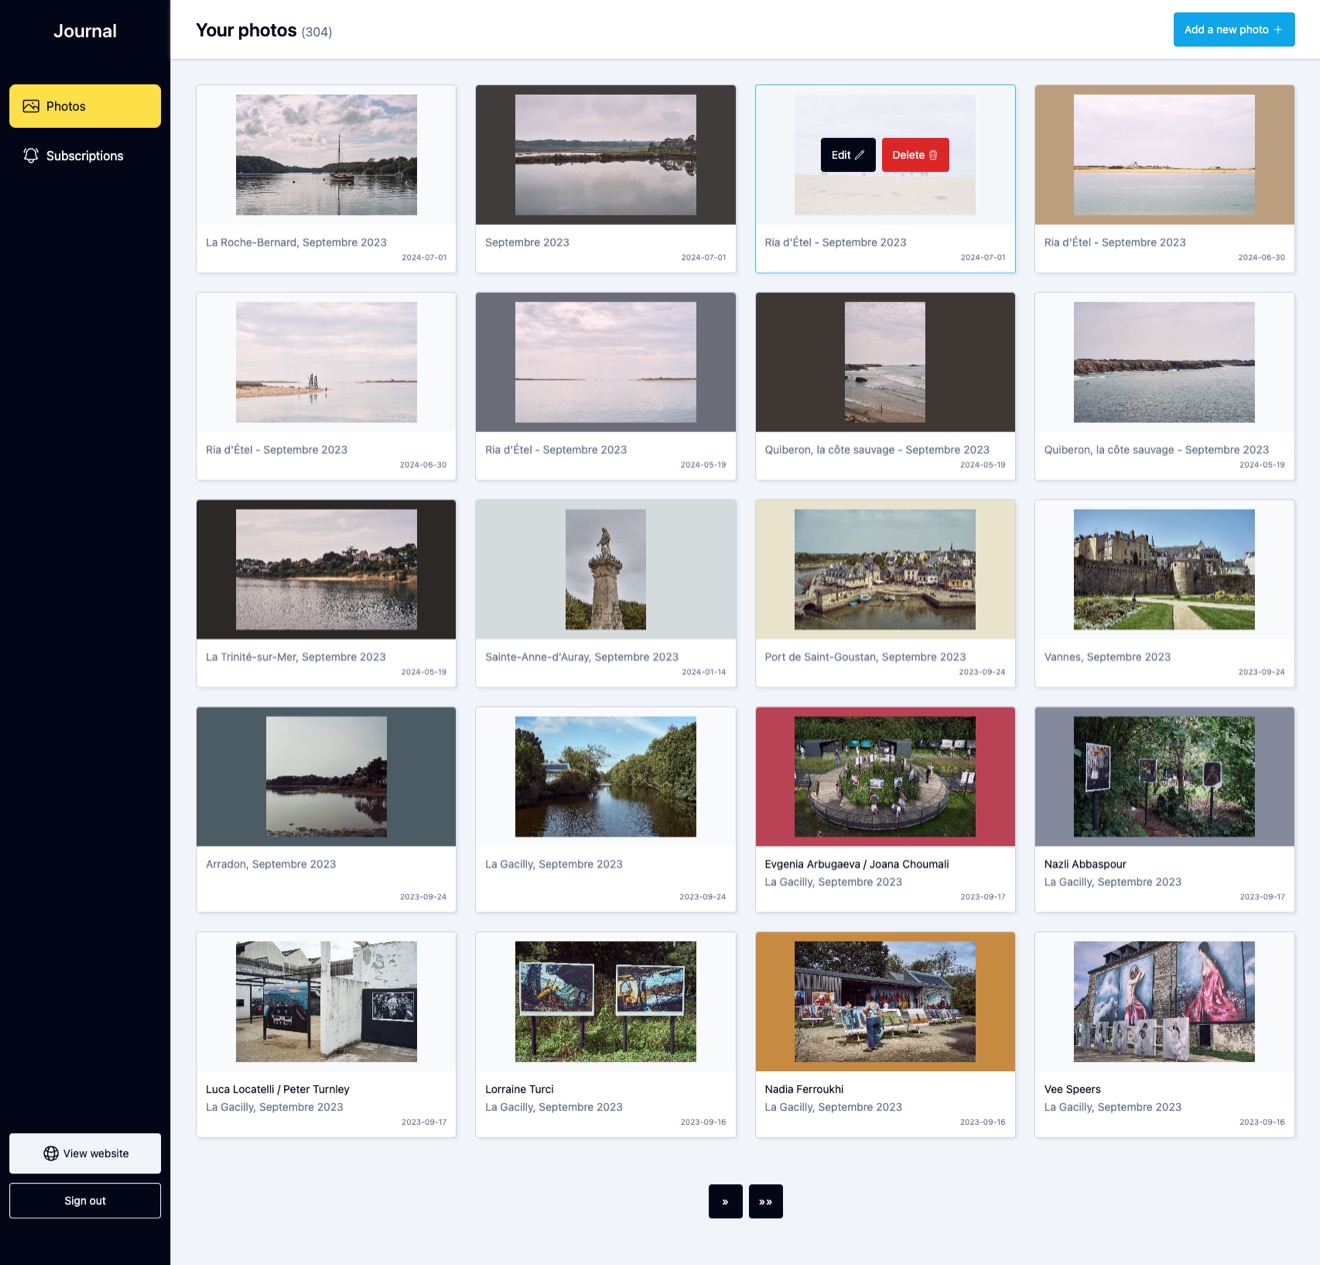 Journal
Photos
Subscriptions
View website
Sign out
Your photos (304)
Add a new photo +
La Roche-Bernard, Septembre 2023
2024-07-01
Septembre 2023
2024-07-01
Edit
Delete
Ria d'Étel - Septembre 2023
2024-07-01
Ria d'Étel - Septembre 2023
2024-06-30
Ria d'Étel - Septembre 2023
2024-06-30
Ria d'Étel - Septembre 2023
2024-05-19
Quiberon, la côte sauvage - Septembre 2023
2024-05-19
Quiberon, la côte sauvage - Septembre 2023
2024-05-19
La Trinité-sur-Mer, Septembre 2023
2024-05-19
Sainte-Anne-d'Auray, Septembre 2023
2024-01-14
Port de Saint-Goustan, Septembre 2023
2023-09-24
Vannes, Septembre 2023
2023-09-24
Arradon, Septembre 2023
2023-09-24
La Gacilly, Septembre 2023
2023-09-24
Evgenia Arbugaeva / Joana Choumali
La Gacilly, Septembre 2023
2023-09-17
Nazli Abbaspour
La Gacilly, Septembre 2023
2023-09-17
Luca Locatelli / Peter Turnley
La Gacilly, Septembre 2023
2023-09-17
Lorraine Turci
La Gacilly, Septembre 2023
2023-09-16
Nadia Ferroukhi
La Gacilly, Septembre 2023
2023-09-16
Vee Speers
La Gacilly, Septembre 2023
2023-09-16
» »»